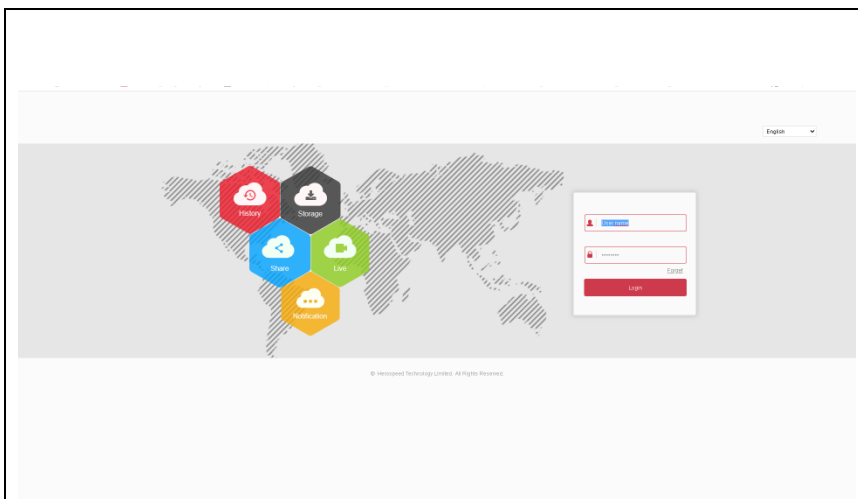 English
History
Storage
User name
Share
Live
Forget
Login
Notification
© Herospeed Technology Limited. All Rights Reserved